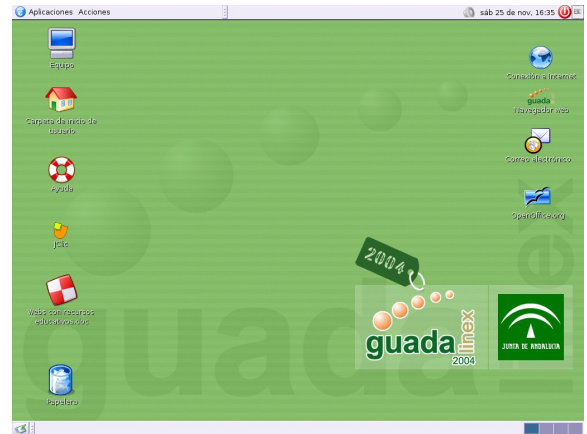 Aplicaciones Acciones
sáb 25 de nov, 16:35
Equipo
Conexión a Internet
Carpeta de inicio de
usuario
guada
Navegador web
Ayuda
Correo electrónico
JClic
OpenOffice.org
2004
Webs con recursos
educativos.doc
guada
linex
2004
JUNTA DE ANDALUCIA
Papelera
guadalinex